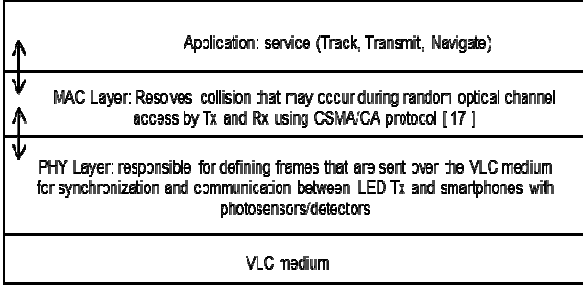 Application: service (Track, Transmit, Navigate)
MAC Layer: Resoves collision that may occur during random optical channel
access by Tx and Rx using CSMA/CA protocol [ 17 ]
PHY Layer: responsible for defining frames that are sent over the VLC medium
for synchronization and communication between LED Tx and smartphones with
photosensors/detectors
VLC medium